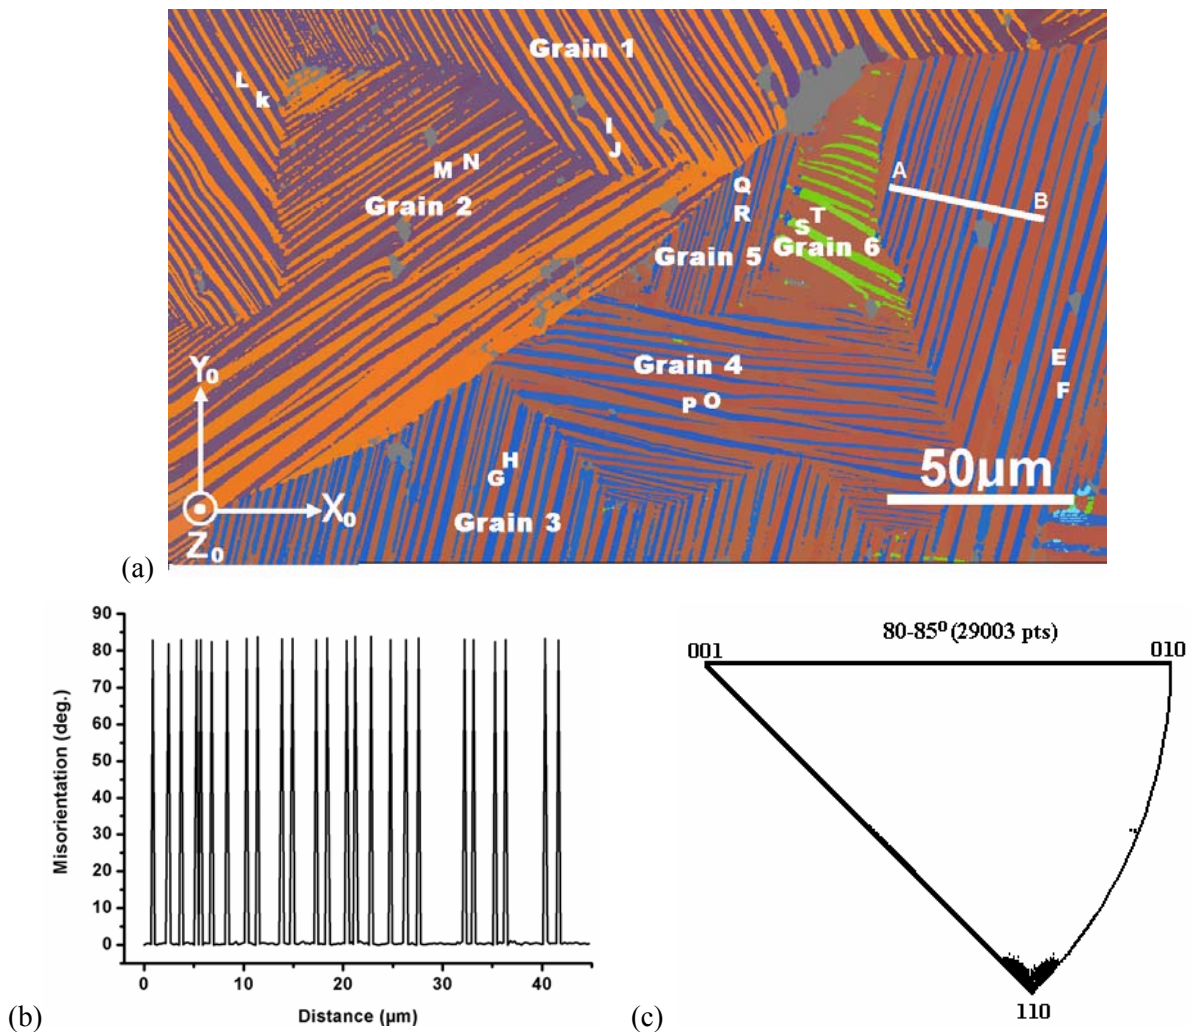 Grain 1
L
k
I
J
M N
Grain 2
A
B
Q
R
T
S
Grain 5
Grain 6
Grain 4
P O
E
F
H
G
Grain 3
50µm
Y₀
X₀
Z₀
(a)
90
80
70
60
50
40
30
20
10
0
Misorientation (deg.)
0 10 20 30 40
Distance (µm)
(b)
80-85⁰ (29003 pts)
001
010
110
(c)